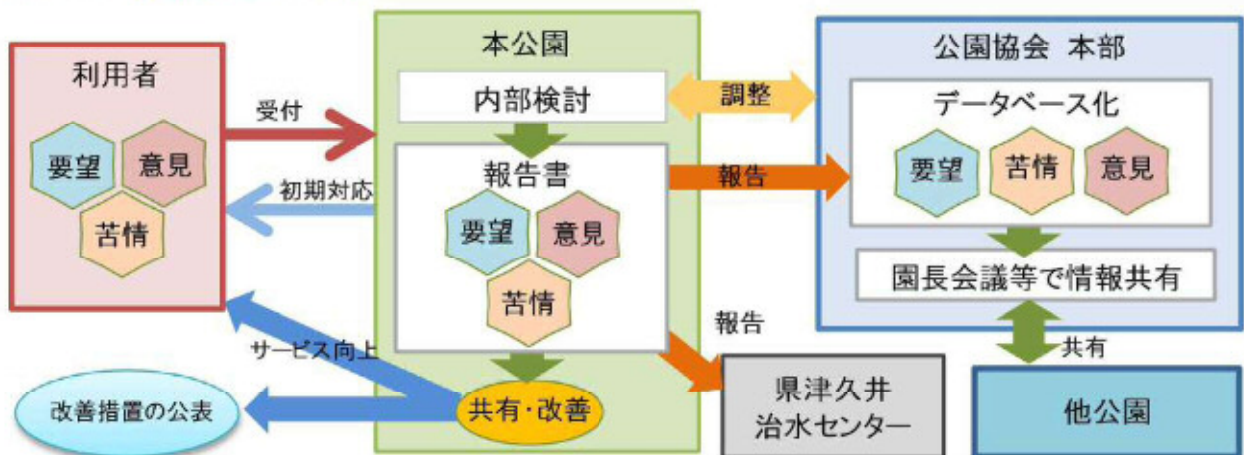 利用者
要望
意見
苦情
受付
初期対応
サービス向上
改善措置の公表
本公園
内部検討
報告書
要望
意見
苦情
共有・改善
調整
報告
報告
県津久井
治水センター
公園協会 本部
データベース化
要望
苦情
意見
園長会議等で情報共有
共有
他公園